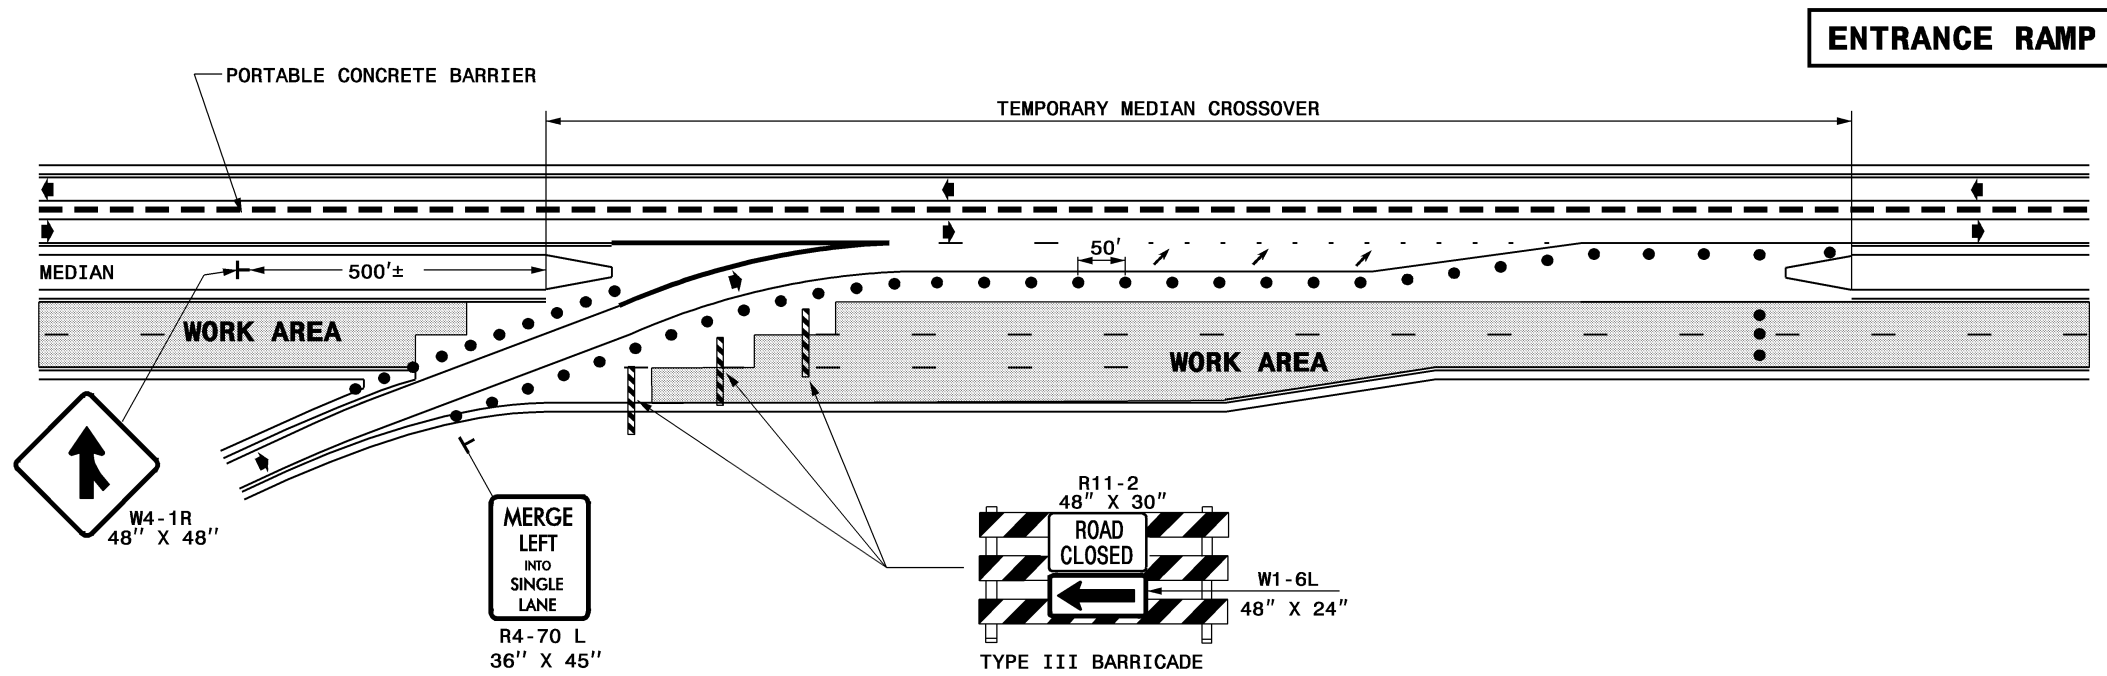 ENTRANCE RAMP
PORTABLE CONCRETE BARRIER
TEMPORARY MEDIAN CROSSOVER
50'
MEDIAN
500'±
WORK AREA
WORK AREA
W4-1R
48" X 48"
MERGE
LEFT
INTO
SINGLE
LANE
R4-70 L
36" X 45"
R11-2
48" X 30"
ROAD
CLOSED
W1-6L
48" X 24"
TYPE III BARRICADE